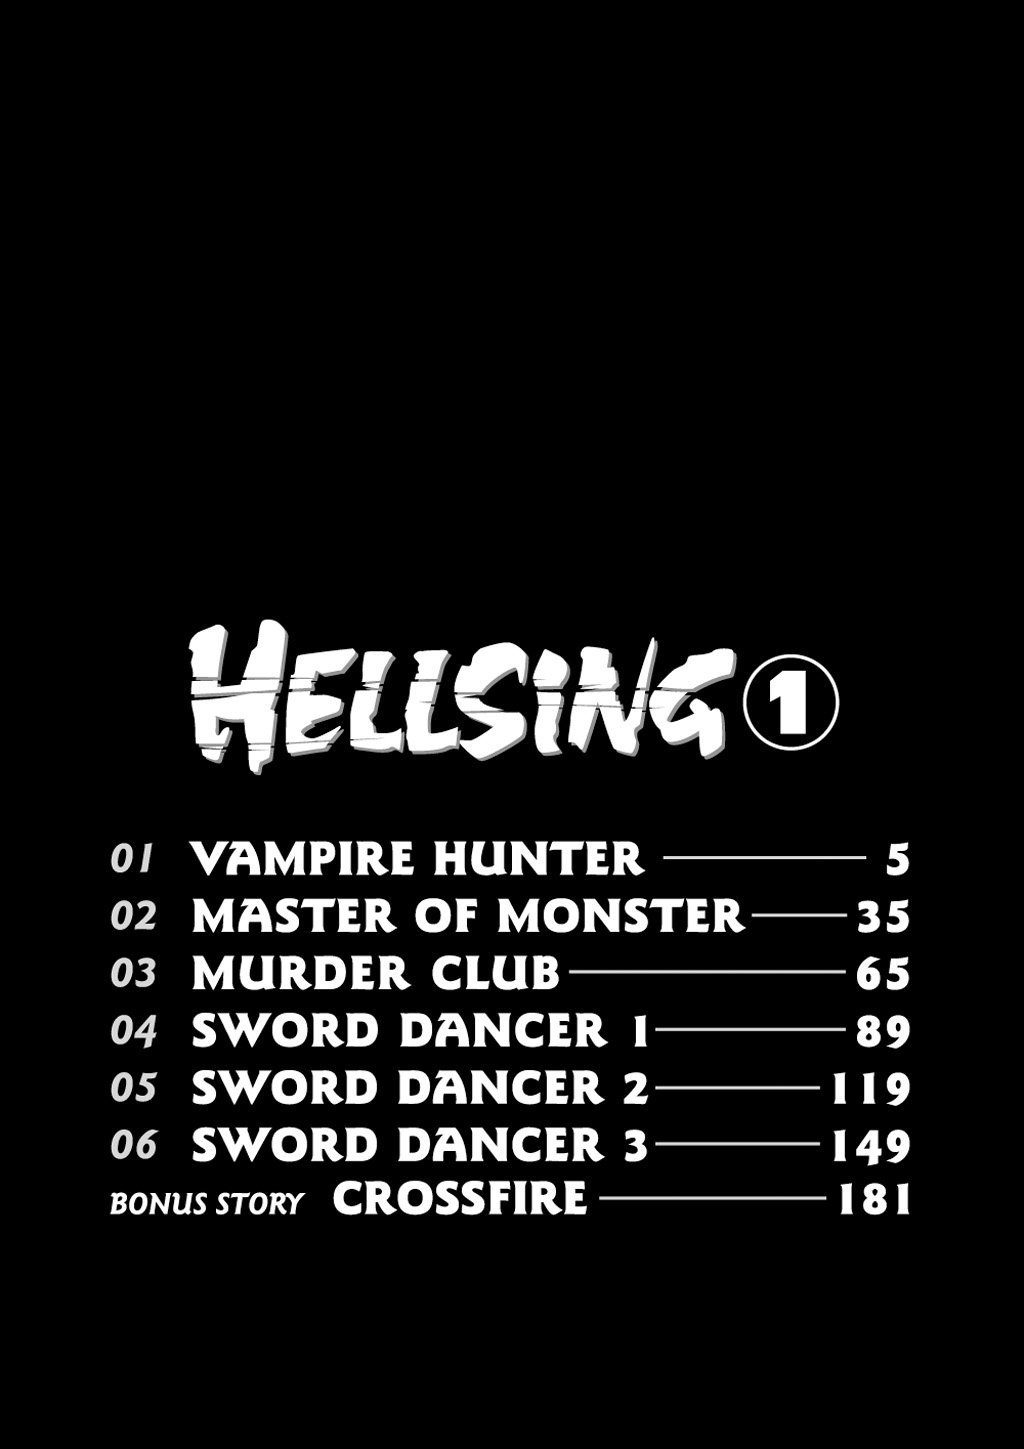 HELLSING 1
01 VAMPIRE HUNTER 5
02 MASTER OF MONSTER 35
03 MURDER CLUB 65
04 SWORD DANCER 1 89
05 SWORD DANCER 2 119
06 SWORD DANCER 3 149
BONUS STORY CROSSFIRE 181